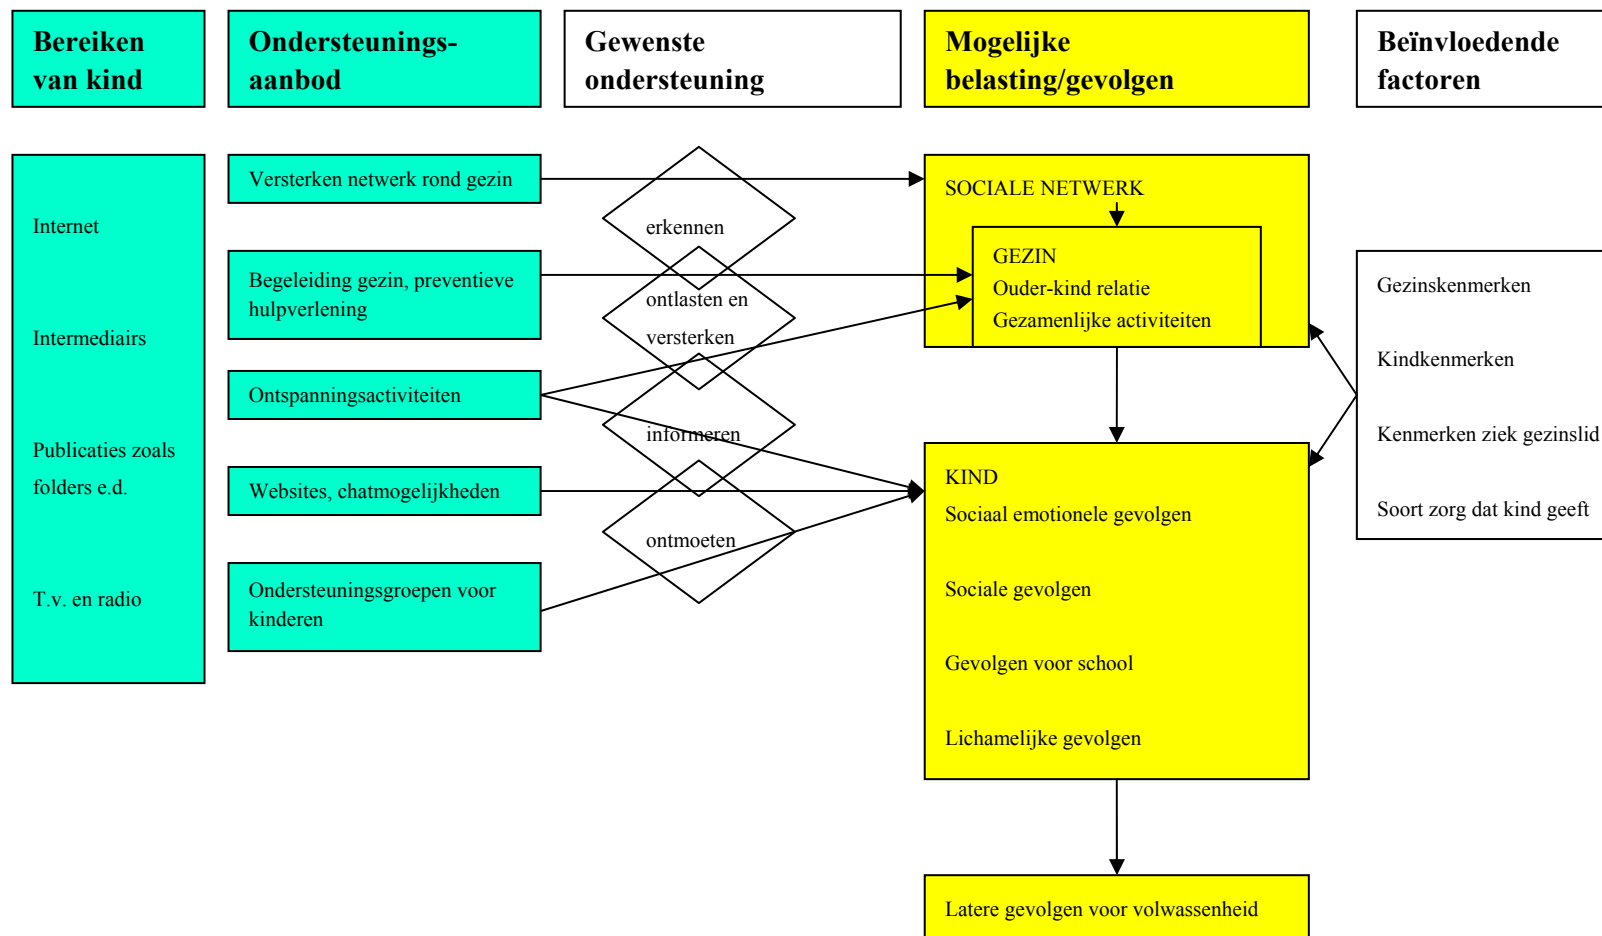 Bereiken
van kind
Ondersteunings-
aanbod
Gewenste
ondersteuning
Mogelijke
belasting/gevolgen
Beïnvloedende
factoren
Internet
Intermediairs
Publicaties zoals
folders e.d.
T.v. en radio
Versterken netwerk rond gezin
Begeleiding gezin, preventieve
hulpverlening
Ontspanningsactiviteiten
Websites, chatmogelijkheden
Ondersteuningsgroepen voor
kinderen
erkennen
ontlasten en
versterken
informeren
ontmoeten
SOCIALE NETWERK
GEZIN
Ouder-kind relatie
Gezamenlijke activiteiten
KIND
Sociaal emotionele gevolgen
Sociale gevolgen
Gevolgen voor school
Lichamelijke gevolgen
Latere gevolgen voor volwassenheid
Gezinskenmerken
Kindkenmerken
Kenmerken ziek gezinslid
Soort zorg dat kind geeft